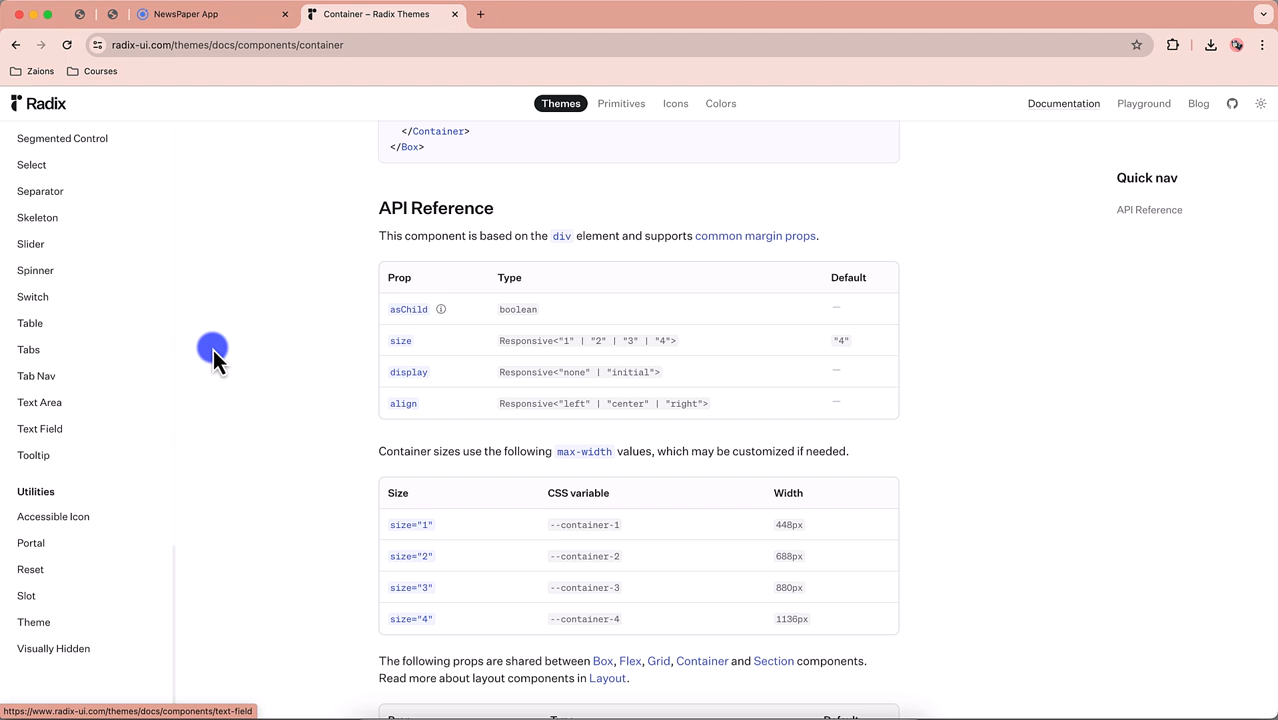 NewsPaper App
Container – Radix Themes
radix-ui.com/themes/docs/components/container
Zaions
Courses
Radix
Themes
Primitives
Icons
Colors
Documentation
Playground
Blog
Segmented Control
Select
Separator
Skeleton
Slider
Spinner
Switch
Table
Tabs
Tab Nav
Text Area
Text Field
Tooltip
Utilities
Accessible Icon
Portal
Reset
Slot
Theme
Visually Hidden
</Container>
</Box>
API Reference
This component is based on the div element and supports common margin props.
Prop Type Default
asChild boolean —
size Responsive<"1" | "2" | "3" | "4"> "4"
display Responsive<"none" | "initial"> —
align Responsive<"left" | "center" | "right"> —
Container sizes use the following max-width values, which may be customized if needed.
Size CSS variable Width
size="1" --container-1 448px
size="2" --container-2 688px
size="3" --container-3 880px
size="4" --container-4 1136px
The following props are shared between Box, Flex, Grid, Container and Section components.
Read more about layout components in Layout.
Quick nav
API Reference
https://www.radix-ui.com/themes/docs/components/text-field